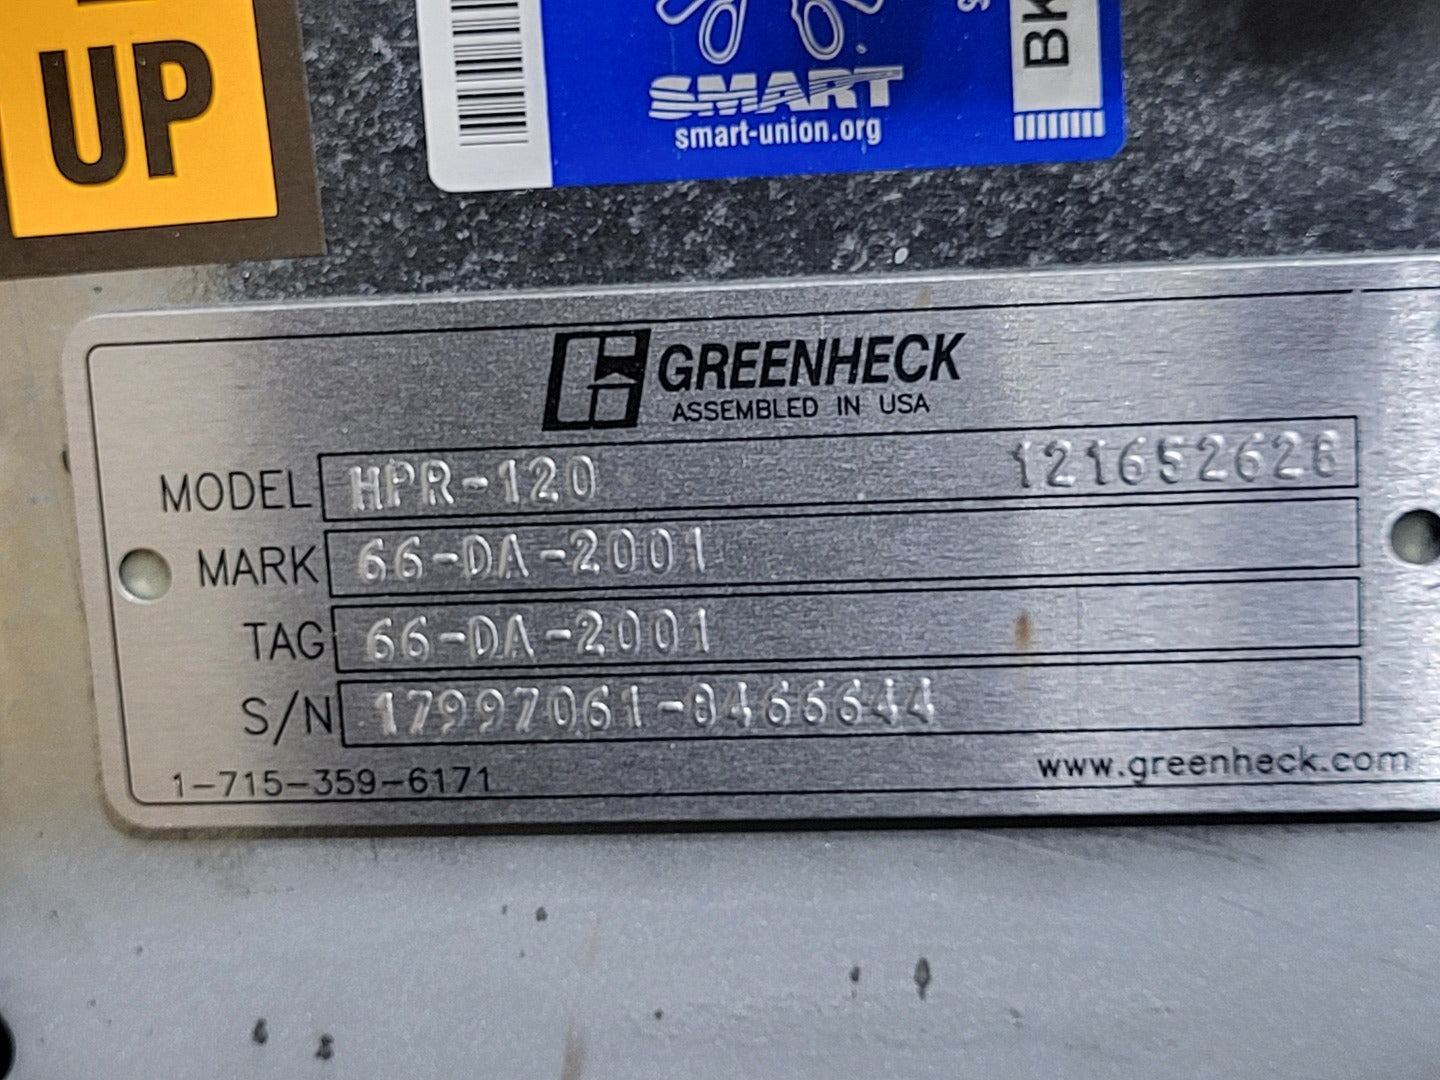 UP
SMART
smart-union.org
BK
GREENHECK
ASSEMBLED IN USA
MODEL HPR-120 121652626
MARK 66-DA-2001
TAG 66-DA-2001
S/N 17997061-0466644
1-715-359-6171 www.greenheck.com